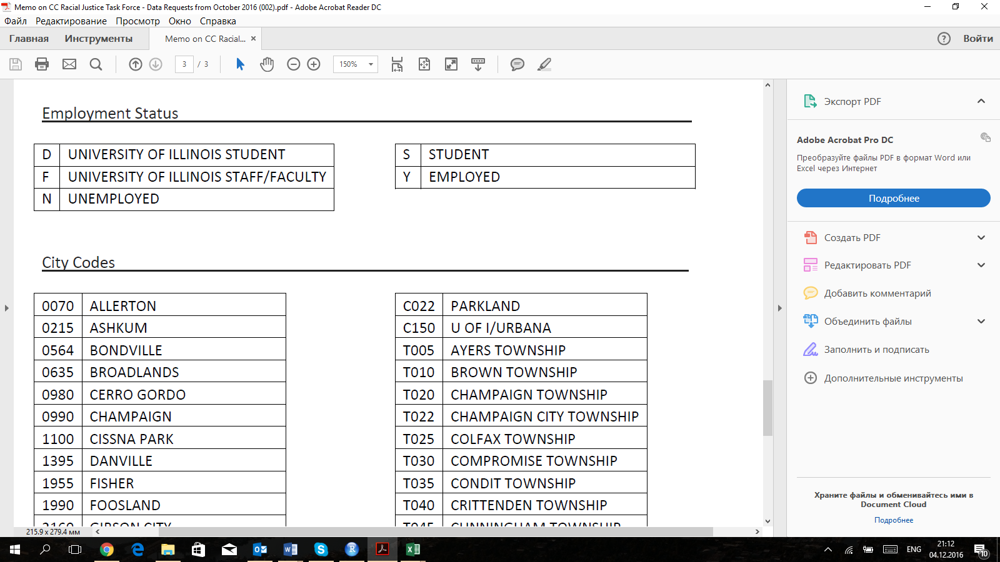 Memo on CC Racial Justice Task Force - Data Requests from October 2016 (002).pdf - Adobe Acrobat Reader DC
Файл Редактирование Просмотр Окно Справка
Главная Инструменты Memo on CC Racial... × Войти
3 / 3 150%
Employment Status
D UNIVERSITY OF ILLINOIS STUDENT
F UNIVERSITY OF ILLINOIS STAFF/FACULTY
N UNEMPLOYED
S STUDENT
Y EMPLOYED
City Codes
0070 ALLERTON
0215 ASHKUM
0564 BONDVILLE
0635 BROADLANDS
0980 CERRO GORDO
0990 CHAMPAIGN
1100 CISSNA PARK
1395 DANVILLE
1955 FISHER
1990 FOOSLAND
2160 GIBSON CITY
C022 PARKLAND
C150 U OF I/URBANA
T005 AYERS TOWNSHIP
T010 BROWN TOWNSHIP
T020 CHAMPAIGN TOWNSHIP
T022 CHAMPAIGN CITY TOWNSHIP
T025 COLFAX TOWNSHIP
T030 COMPROMISE TOWNSHIP
T035 CONDIT TOWNSHIP
T040 CRITTENDEN TOWNSHIP
T045 CUNNINGHAM TOWNSHIP
215.9 x 279.4 мм
Экспорт PDF
Adobe Acrobat Pro DC
Преобразуйте файлы PDF в формат Word или
Excel через Интернет
Подробнее
Создать PDF
Редактировать PDF
Добавить комментарий
Объединить файлы
Заполнить и подписать
Дополнительные инструменты
Храните файлы и обменивайтесь ими в
Document Cloud
Подробнее
ENG
21:12
04.12.2016
10